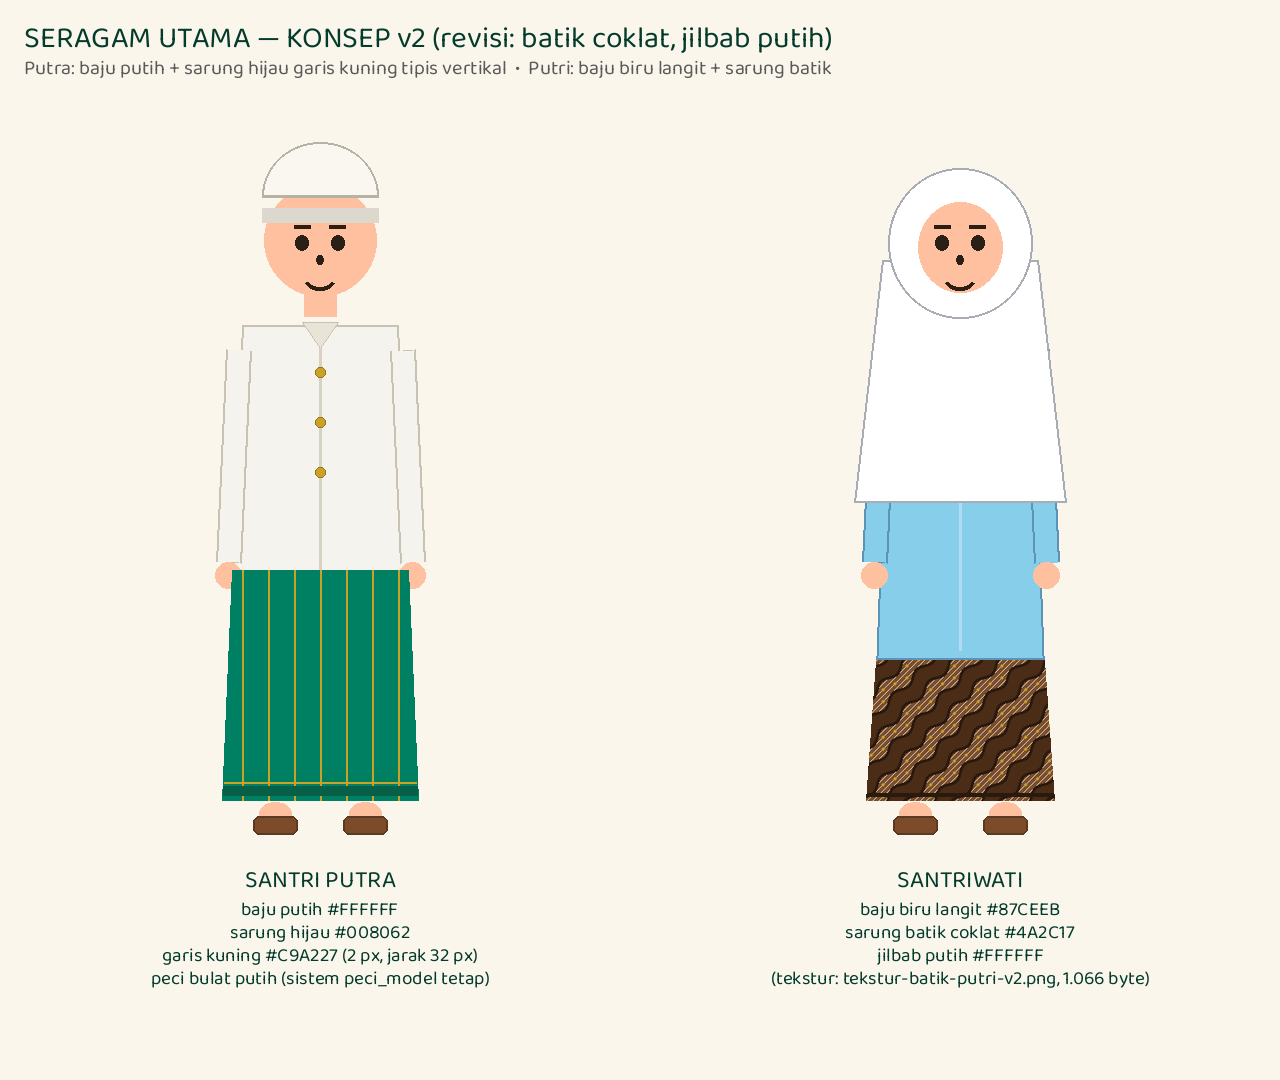 SERAGAM UTAMA — KONSEP v2 (revisi: batik coklat, jilbab putih)
Putra: baju putih + sarung hijau garis kuning tipis vertikal • Putri: baju biru langit + sarung batik
SANTRI PUTRA
baju putih #FFFFFF
sarung hijau #008062
garis kuning #C9A227 (2 px, jarak 32 px)
peci bulat putih (sistem peci_model tetap)
SANTRIWATI
baju biru langit #87CEEB
sarung batik coklat #4A2C17
jilbab putih #FFFFFF
(tekstur: tekstur-batik-putri-v2.png, 1.066 byte)